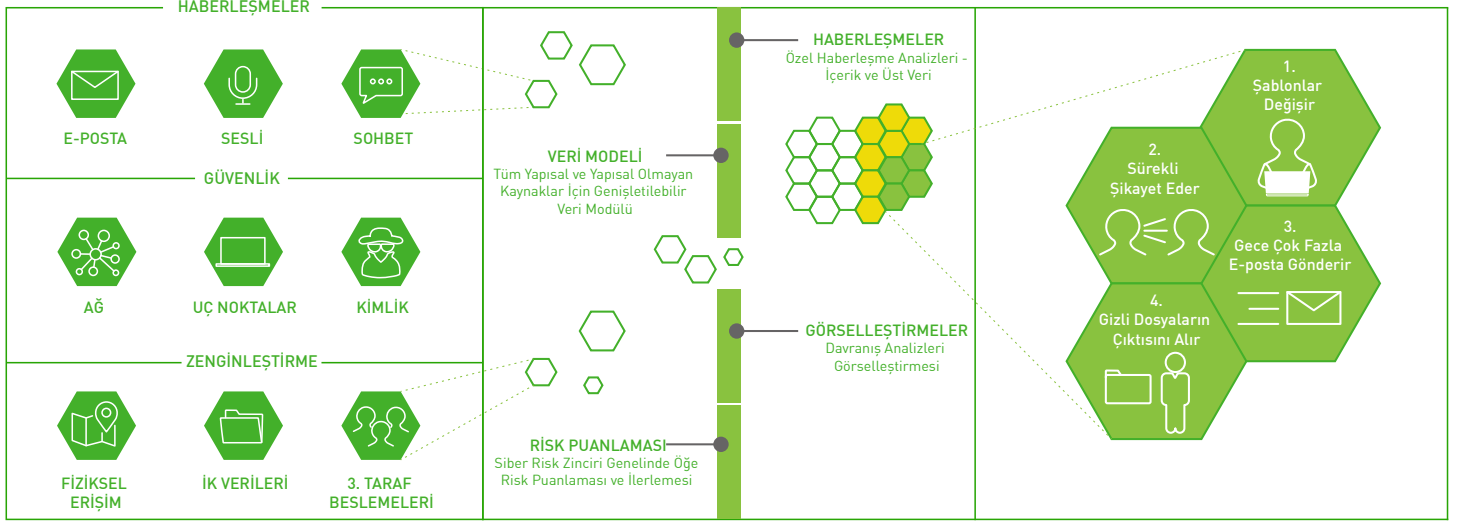 HABERLEŞMELER
E-POSTA
SESLİ
SOHBET
GÜVENLİK
AĞ
UÇ NOKTALAR
KİMLİK
ZENGİNLEŞTİRME
FİZİKSEL
ERİŞİM
İK VERİLERİ
3. TARAF
BESLEMELERİ
HABERLEŞMELER
Özel Haberleşme Analizleri -
İçerik ve Üst Veri
VERİ MODELİ
Tüm Yapısal ve Yapısal Olmayan
Kaynaklar İçin Genişletilebilir
Veri Modülü
GÖRSELLEŞTİRMELER
Davranış Analizleri
Görselleştirmesi
RİSK PUANLAMASI
Siber Risk Zinciri Genelinde Öğe
Risk Puanlaması ve İlerlemesi
1.
Şablonlar
Değişir
2.
Sürekli
Şikayet Eder
3.
Gece Çok Fazla
E-posta Gönderir
4.
Gizli Dosyaların
Çıktısını Alır